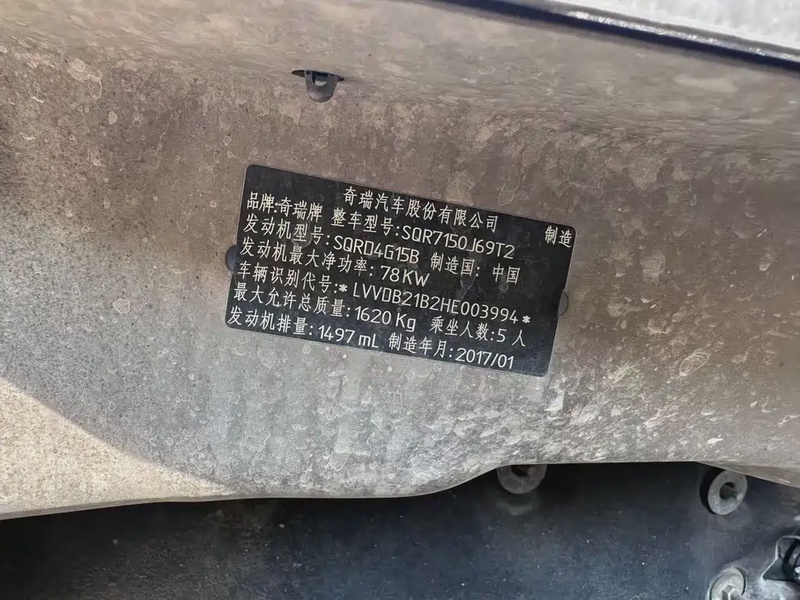 奇瑞汽车股份有限公司 制造
品牌:奇瑞牌 整车型号:SQR7150J69T2
发动机型号:SQRD4G15B 制造国:中国
发动机最大净功率:78KW
车辆识别代号:*LVVDB21B2HE003994*
最大允许总质量:1620Kg 乘坐人数:5人
发动机排量:1497mL 制造年月:2017/01